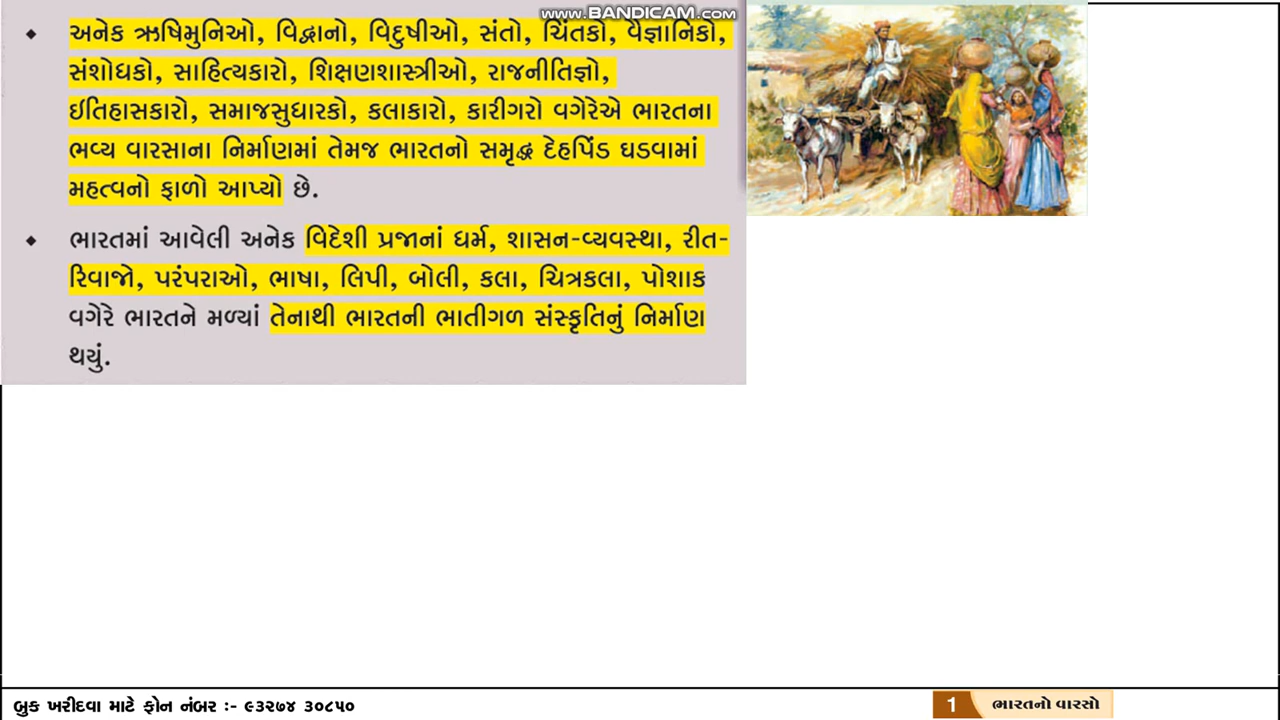 www.BANDICAM.com
અનેક ઋષિમુનિઓ, વિદ્વાનો, વિદુષીઓ, સંતો, ચિંતકો, વૈજ્ઞાનિકો,
સંશોધકો, સાહિત્યકારો, શિક્ષણશાસ્ત્રીઓ, રાજનીતિજ્ઞો,
ઇતિહાસકારો, સમાજસુધારકો, કલાકારો, કારીગરો વગેરેએ ભારતના
ભવ્ય વારસાના નિર્માણમાં તેમજ ભારતનો સમૃદ્ધ દેહપિંડ ઘડવામાં
મહત્વનો ફાળો આપ્યો છે.
ભારતમાં આવેલી અનેક વિદેશી પ્રજાનાં ધર્મ, શાસન-વ્યવસ્થા, રીત-
રિવાજો, પરંપરાઓ, ભાષા, લિપી, બોલી, કલા, ચિત્રકલા, પોશાક
વગેરે ભારતને મળ્યાં તેનાથી ભારતની ભાતીગળ સંસ્કૃતિનું નિર્માણ
થયું.
બુક ખરીદવા માટે ફોન નંબર :- ૯૩૨૭૪ ૩૦૮૫૦
1 ભારતનો વારસો